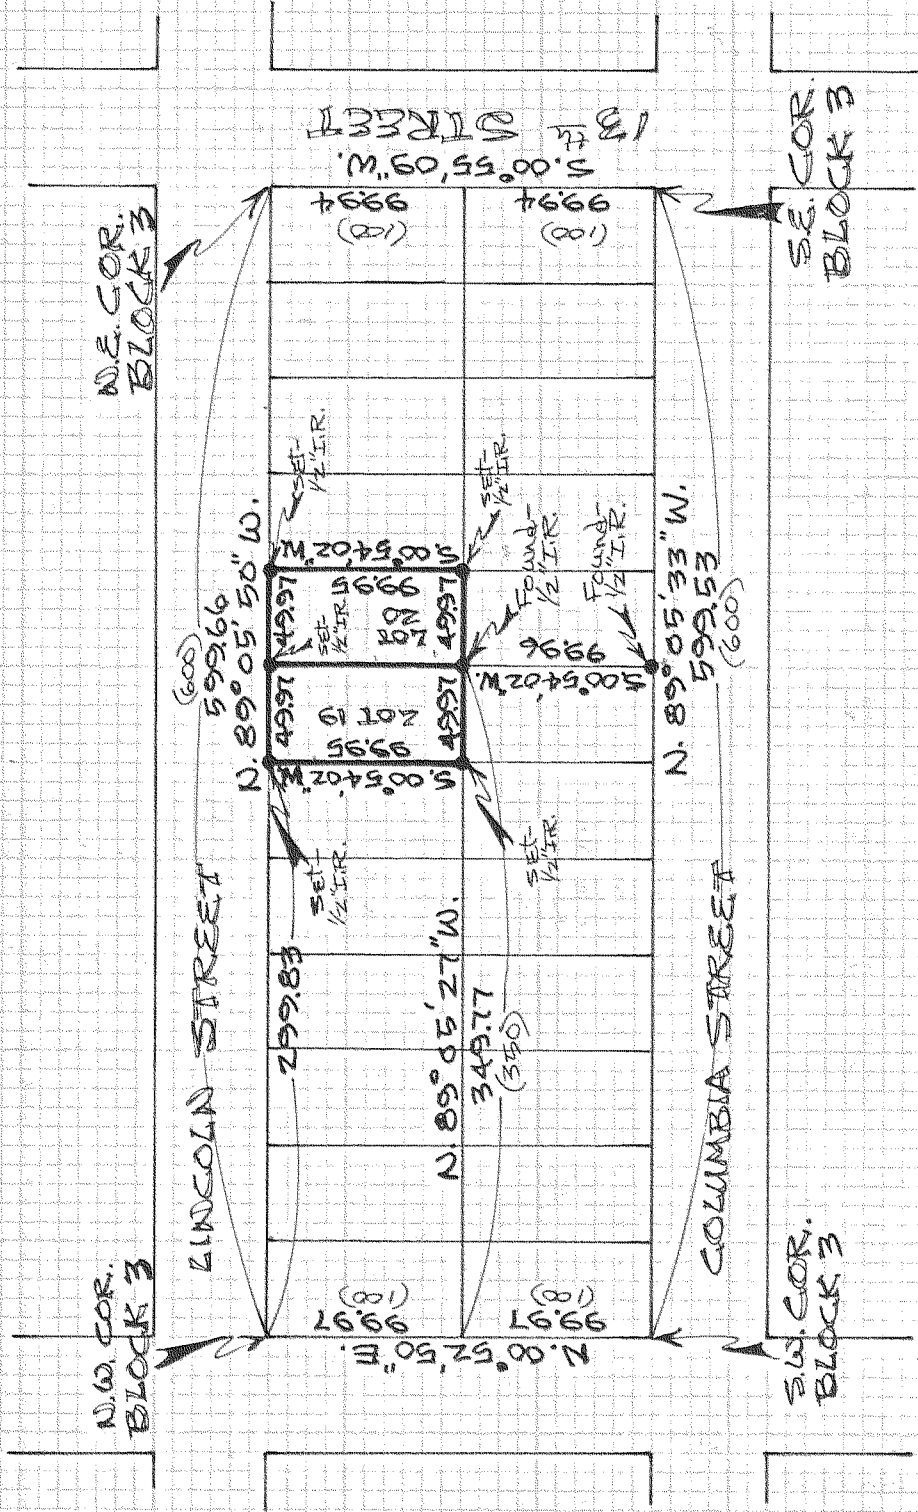 N.W. COR.
BLOCK 3
N.E. COR.
BLOCK 3
LINCOLN STREET
(600)
599.66
N. 89° 05' 50" W.
299.83
49.97
49.97
SET-
1/2" I.R.
SET-
1/2" I.R.
SET-
1/2" I.R.
S. 00° 54' 02" W.
99.95
LOT 19
LOT
20
99.95
S. 00° 54' 02" W.
49.97
49.97
SET-
1/2" I.R.
SET-
1/2" I.R.
Found-
1/2" I.R.
Found-
1/2" I.R.
N. 89° 05' 27" W.
349.77
(350)
S. 00° 54' 02" W.
99.96
N. 00° 52' 50" E.
99.97
(100)
99.97
(100)
13th STREET
S. 00° 55' 09" W.
99.94
(100)
99.94
(100)
N. 89° 05' 33" W.
599.53
(600)
COLUMBIA STREET
S.W. COR.
BLOCK 3
S.E. COR.
BLOCK 3